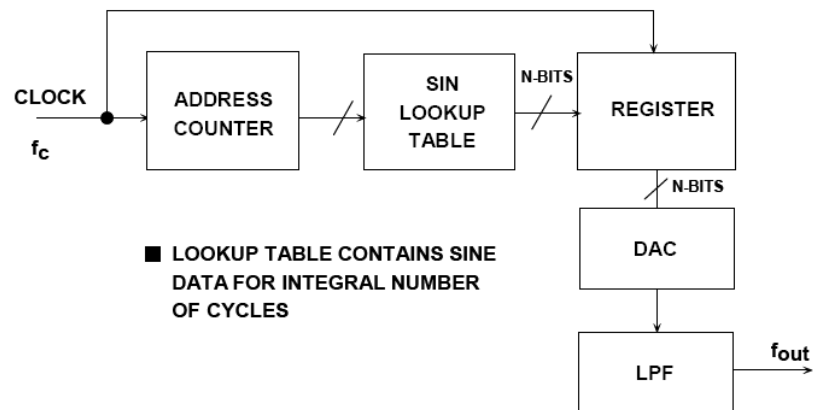 CLOCK
fc
ADDRESS
COUNTER
SIN
LOOKUP
TABLE
N-BITS
REGISTER
N-BITS
DAC
LPF
fout
■ LOOKUP TABLE CONTAINS SINE
DATA FOR INTEGRAL NUMBER
OF CYCLES